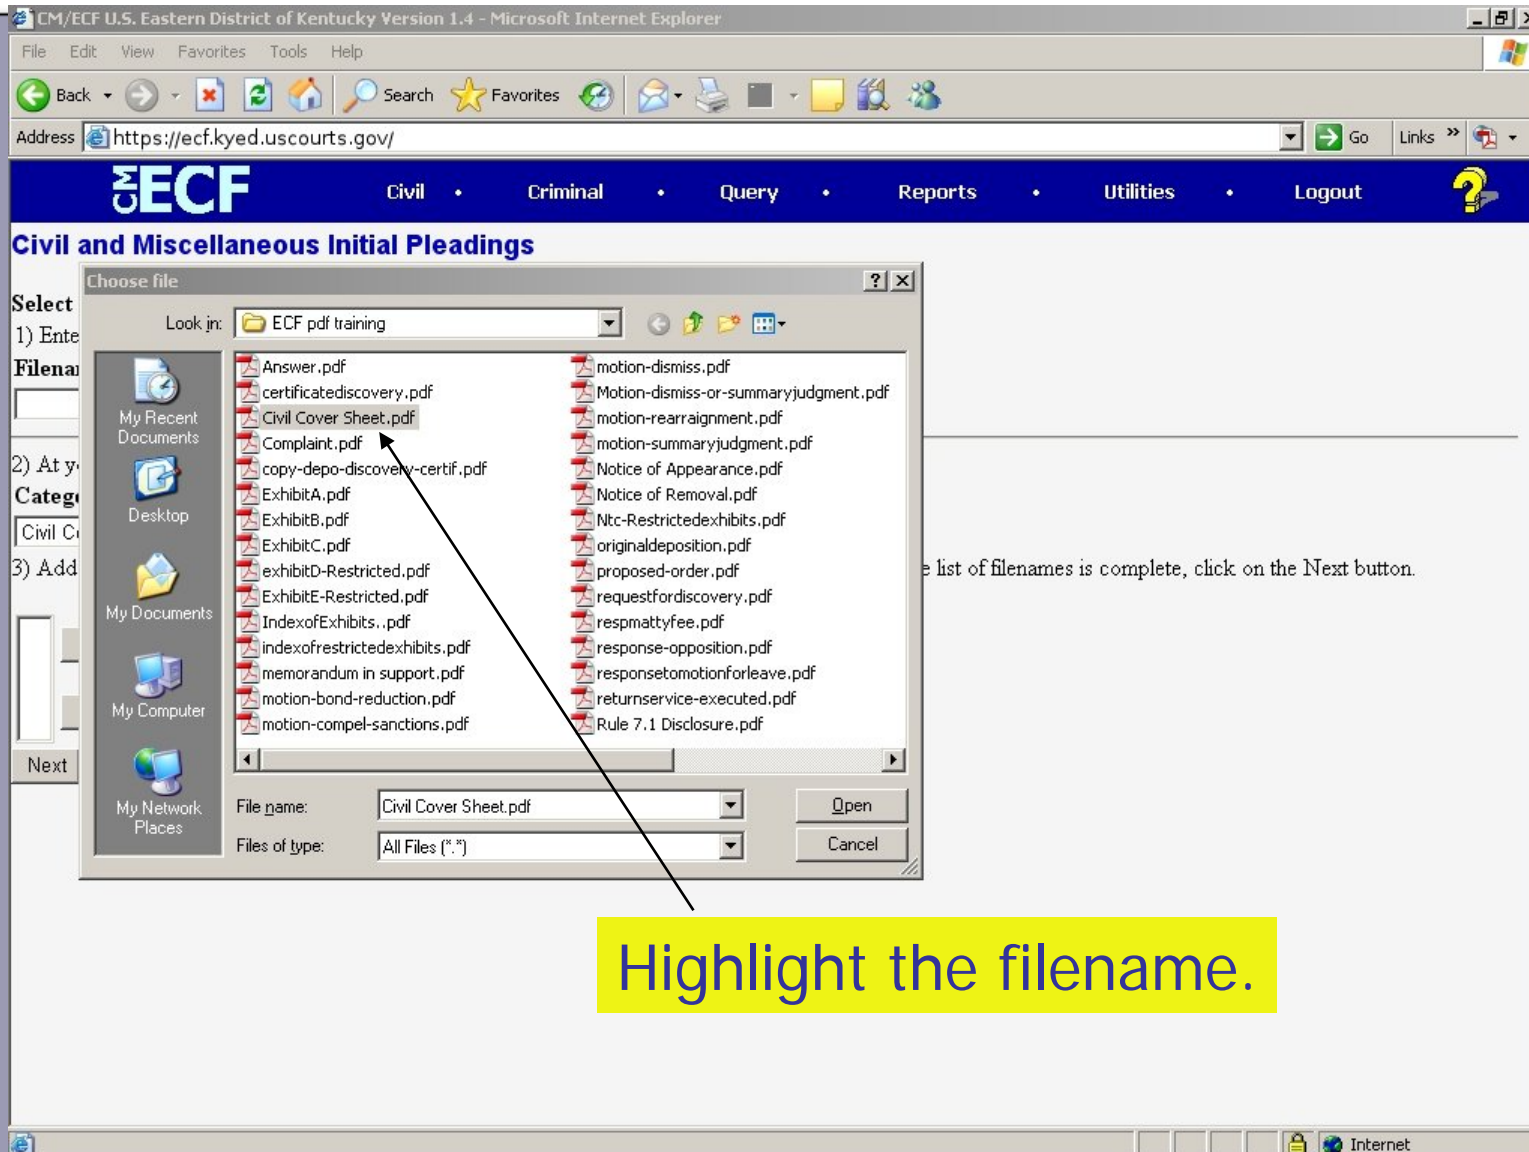 CM/ECF U.S. Eastern District of Kentucky Version 1.4 - Microsoft Internet Explorer
File Edit View Favorites Tools Help
Back Search Favorites
Address https://ecf.kyed.uscourts.gov/ Go Links »
CM ECF Civil • Criminal • Query • Reports • Utilities • Logout ?
Civil and Miscellaneous Initial Pleadings
Choose file
Select
1) Ente
Filenar
2) At y
Catego
Civil C
3) Add
e list of filenames is complete, click on the Next button.
Next
Look in: ECF pdf training
My Recent Documents
Desktop
My Documents
My Computer
My Network Places
Answer.pdf
certificatediscovery.pdf
Civil Cover Sheet.pdf
Complaint.pdf
copy-depo-discovery-certif.pdf
ExhibitA.pdf
ExhibitB.pdf
ExhibitC.pdf
exhibitD-Restricted.pdf
ExhibitE-Restricted.pdf
IndexofExhibits..pdf
indexofrestrictedexhibits.pdf
memorandum in support.pdf
motion-bond-reduction.pdf
motion-compel-sanctions.pdf
motion-dismiss.pdf
Motion-dismiss-or-summaryjudgment.pdf
motion-rearraignment.pdf
motion-summaryjudgment.pdf
Notice of Appearance.pdf
Notice of Removal.pdf
Ntc-Restrictedexhibits.pdf
originaldeposition.pdf
proposed-order.pdf
requestfordiscovery.pdf
respmattyfee.pdf
response-opposition.pdf
responsetomotionforleave.pdf
returnservice-executed.pdf
Rule 7.1 Disclosure.pdf
File name: Civil Cover Sheet.pdf Open
Files of type: All Files (*.*) Cancel
Highlight the filename.
Internet